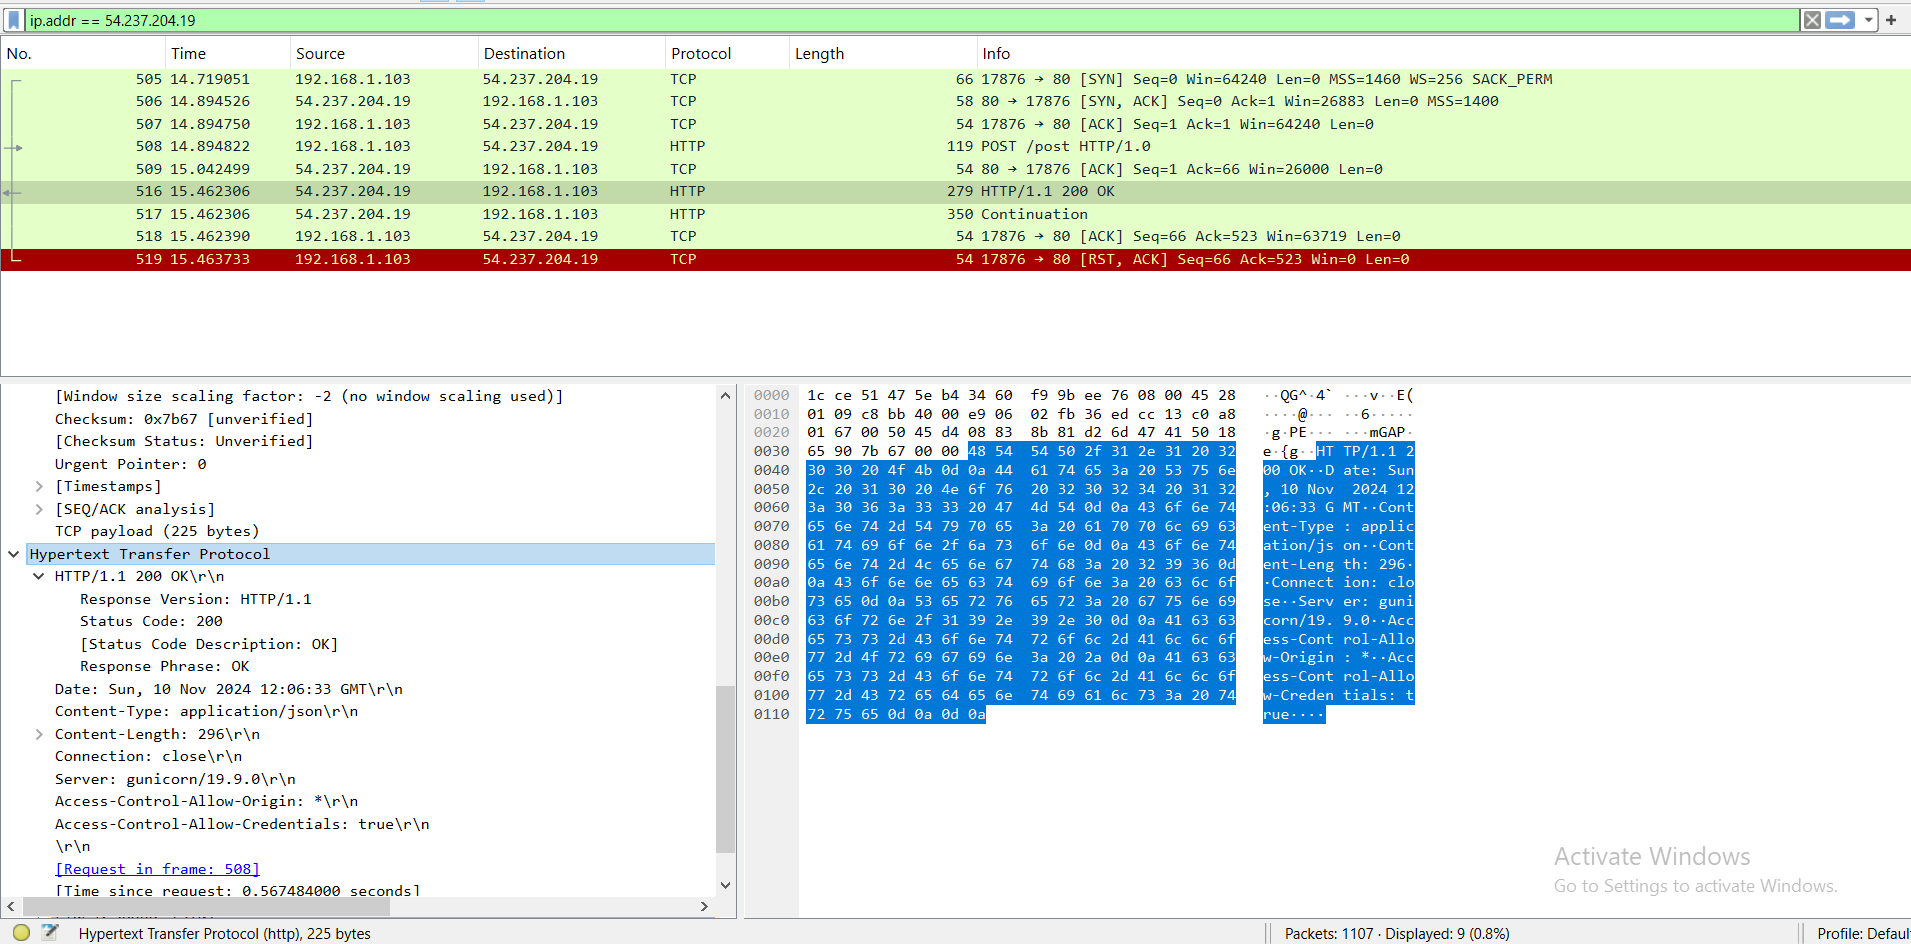 ip.addr == 54.237.204.19
No. Time Source Destination Protocol Length Info
505 14.719051 192.168.1.103 54.237.204.19 TCP 66 17876 → 80 [SYN] Seq=0 Win=64240 Len=0 MSS=1460 WS=256 SACK_PERM
506 14.894526 54.237.204.19 192.168.1.103 TCP 58 80 → 17876 [SYN, ACK] Seq=0 Ack=1 Win=26883 Len=0 MSS=1400
507 14.894750 192.168.1.103 54.237.204.19 TCP 54 17876 → 80 [ACK] Seq=1 Ack=1 Win=64240 Len=0
508 14.894822 192.168.1.103 54.237.204.19 HTTP 119 POST /post HTTP/1.0
509 15.042499 54.237.204.19 192.168.1.103 TCP 54 80 → 17876 [ACK] Seq=1 Ack=66 Win=26000 Len=0
516 15.462306 54.237.204.19 192.168.1.103 HTTP 279 HTTP/1.1 200 OK
517 15.462306 54.237.204.19 192.168.1.103 HTTP 350 Continuation
518 15.462390 192.168.1.103 54.237.204.19 TCP 54 17876 → 80 [ACK] Seq=66 Ack=523 Win=63719 Len=0
519 15.463733 192.168.1.103 54.237.204.19 TCP 54 17876 → 80 [RST, ACK] Seq=66 Ack=523 Win=0 Len=0
[Window size scaling factor: -2 (no window scaling used)]
Checksum: 0x7b67 [unverified]
[Checksum Status: Unverified]
Urgent Pointer: 0
[Timestamps]
[SEQ/ACK analysis]
TCP payload (225 bytes)
Hypertext Transfer Protocol
HTTP/1.1 200 OK\r\n
Response Version: HTTP/1.1
Status Code: 200
[Status Code Description: OK]
Response Phrase: OK
Date: Sun, 10 Nov 2024 12:06:33 GMT\r\n
Content-Type: application/json\r\n
Content-Length: 296\r\n
Connection: close\r\n
Server: gunicorn/19.9.0\r\n
Access-Control-Allow-Origin: *\r\n
Access-Control-Allow-Credentials: true\r\n
\r\n
[Request in frame: 508]
[Time since request: 0.567484000 seconds]
0000 1c ce 51 47 5e b4 34 60 f9 9b ee 76 08 00 45 28 ··QG^·4` ···v··E(
0010 01 09 c8 bb 40 00 e9 06 02 fb 36 ed cc 13 c0 a8 ····@··· ··6·····
0020 01 67 00 50 45 d4 08 83 8b 81 d2 6d 47 41 50 18 ·g·PE··· ···mGAP·
0030 65 90 7b 67 00 00 48 54 54 50 2f 31 2e 31 20 32 e·{g··HT TP/1.1 2
0040 30 30 20 4f 4b 0d 0a 44 61 74 65 3a 20 53 75 6e 00 OK··D ate: Sun
0050 2c 20 31 30 20 4e 6f 76 20 32 30 32 34 20 31 32 , 10 Nov 2024 12
0060 3a 30 36 3a 33 33 20 47 4d 54 0d 0a 43 6f 6e 74 :06:33 G MT··Cont
0070 65 6e 74 2d 54 79 70 65 3a 20 61 70 70 6c 69 63 ent-Type : applic
0080 61 74 69 6f 6e 2f 6a 73 6f 6e 0d 0a 43 6f 6e 74 ation/js on··Cont
0090 65 6e 74 2d 4c 65 6e 67 74 68 3a 20 32 39 36 0d ent-Leng th: 296·
00a0 0a 43 6f 6e 6e 65 63 74 69 6f 6e 3a 20 63 6c 6f ·Connect ion: clo
00b0 73 65 0d 0a 53 65 72 76 65 72 3a 20 67 75 6e 69 se··Serv er: guni
00c0 63 6f 72 6e 2f 31 39 2e 39 2e 30 0d 0a 41 63 63 corn/19. 9.0··Acc
00d0 65 73 73 2d 43 6f 6e 74 72 6f 6c 2d 41 6c 6c 6f ess-Cont rol-Allo
00e0 77 2d 4f 72 69 67 69 6e 3a 20 2a 0d 0a 41 63 63 w-Origin : *··Acc
00f0 65 73 73 2d 43 6f 6e 74 72 6f 6c 2d 41 6c 6c 6f ess-Cont rol-Allo
0100 77 2d 43 72 65 64 65 6e 74 69 61 6c 73 3a 20 74 w-Creden tials: t
0110 72 75 65 0d 0a 0d 0a rue····
Activate Windows
Go to Settings to activate Windows.
Hypertext Transfer Protocol (http), 225 bytes
Packets: 1107 · Displayed: 9 (0.8%)
Profile: Defaul